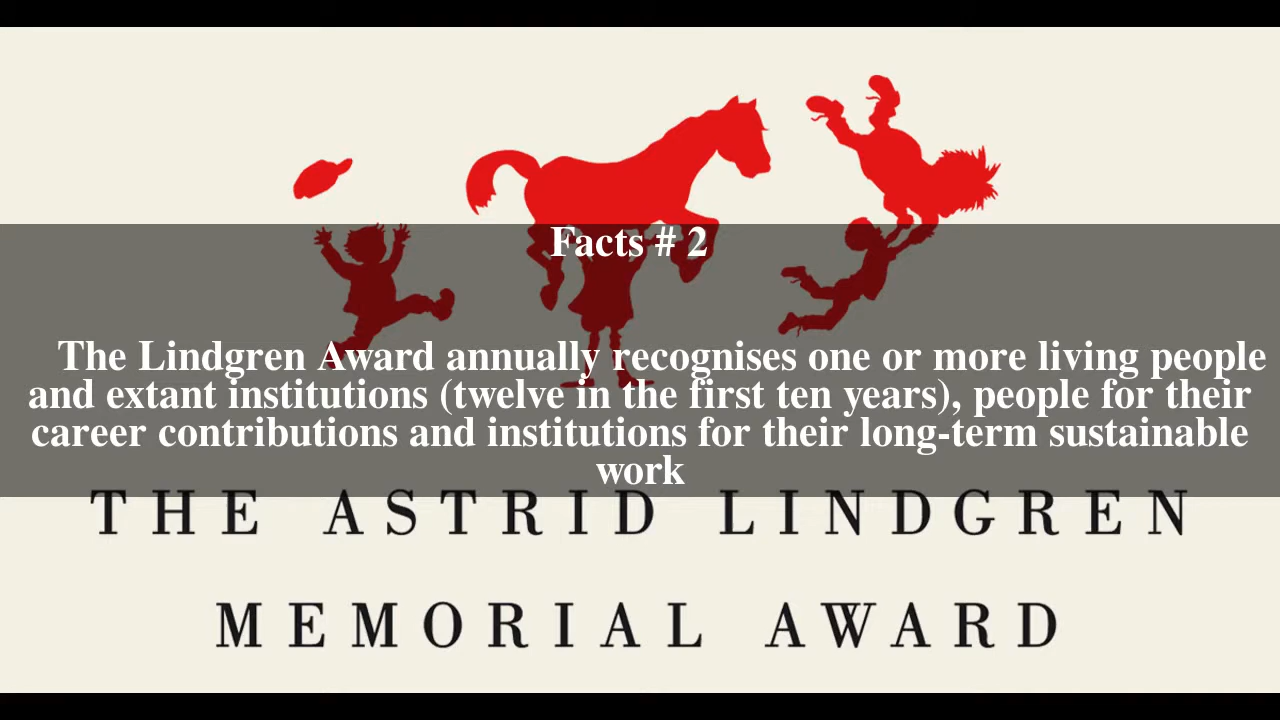 Facts # 2
The Lindgren Award annually recognises one or more living people
and extant institutions (twelve in the first ten years), people for their
career contributions and institutions for their long-term sustainable
work
THE ASTRID LINDGREN
MEMORIAL AWARD